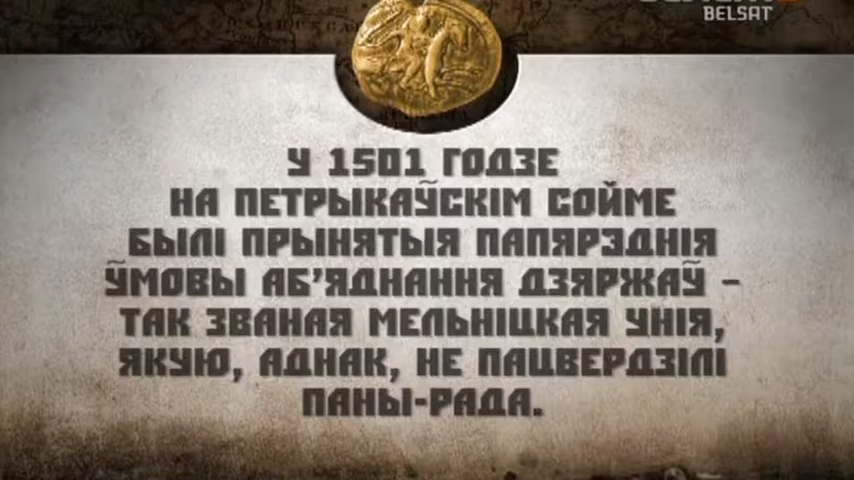 BELSAT
У 1501 ГОДЗЕ
НА ПЕТРЫКАЎСКІМ СОЙМЕ
БЫЛІ ПРЫНЯТЫЯ ПАПЯРЭДНІЯ
ЎМОВЫ АБ’ЯДНАННЯ ДЗЯРЖАЎ –
ТАК ЗВАНАЯ МЕЛЬНІЦКАЯ УНІЯ,
ЯКУЮ, АДНАК, НЕ ПАЦВЕРДЗІЛІ
ПАНЫ-РАДА.